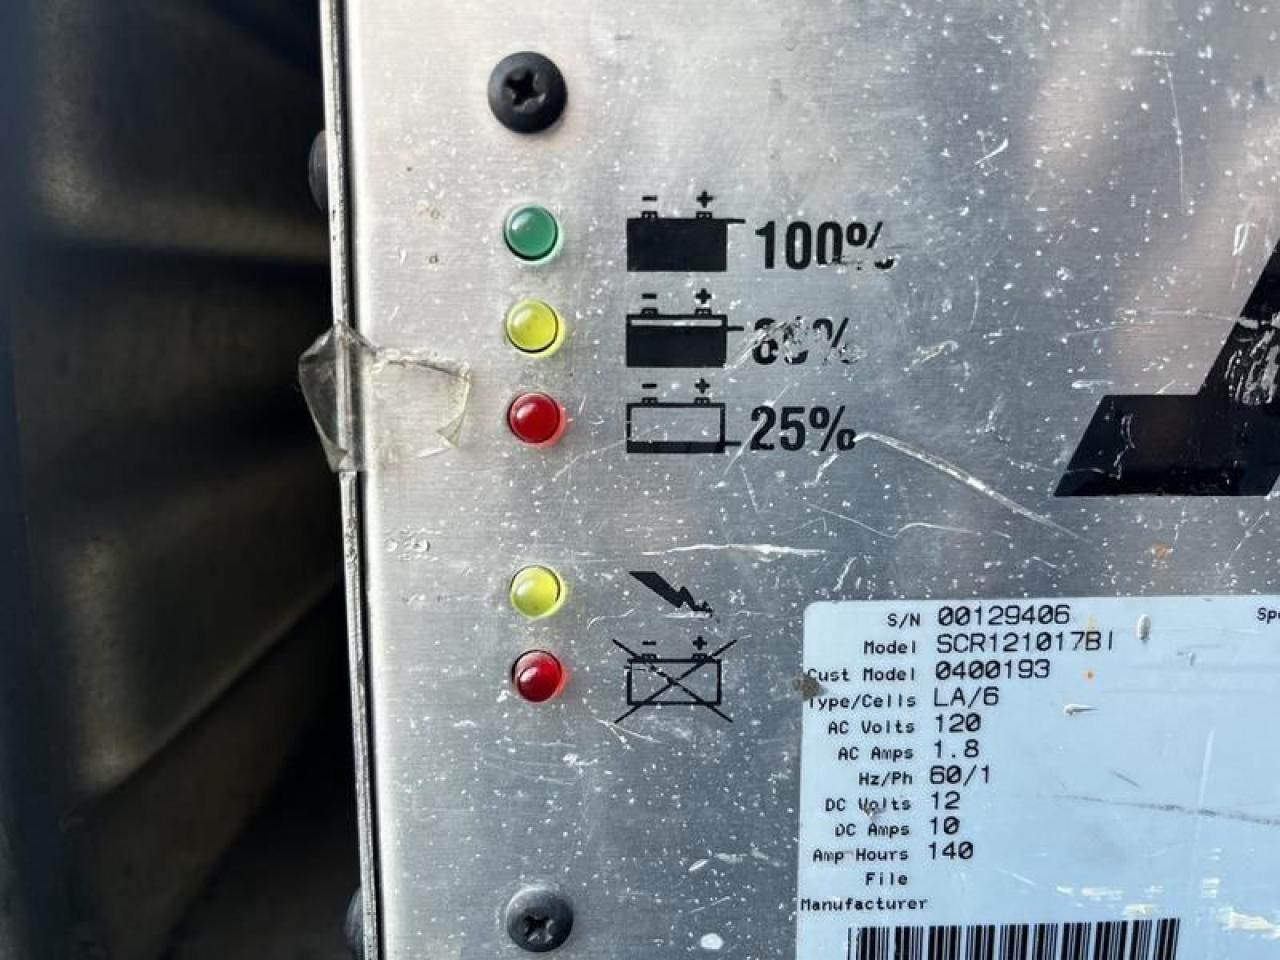 100%
25%
S/N 00129406
Spe
Model SCR121017BI
Cust Model 0400193
Type/Cells LA/6
AC Volts 120
AC Amps 1.8
Hz/Ph 60/1
DC Volts 12
DC Amps 10
Amp Hours 140
File
Manufacturer